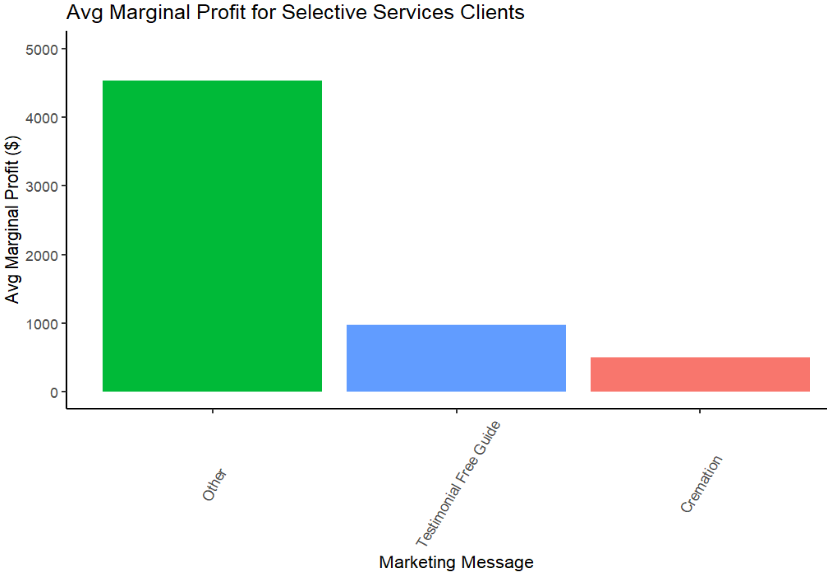 Avg Marginal Profit for Selective Services Clients
Avg Marginal Profit ($)
5000
4000
3000
2000
1000
0
Other
Testimonial Free Guide
Cremation
Marketing Message